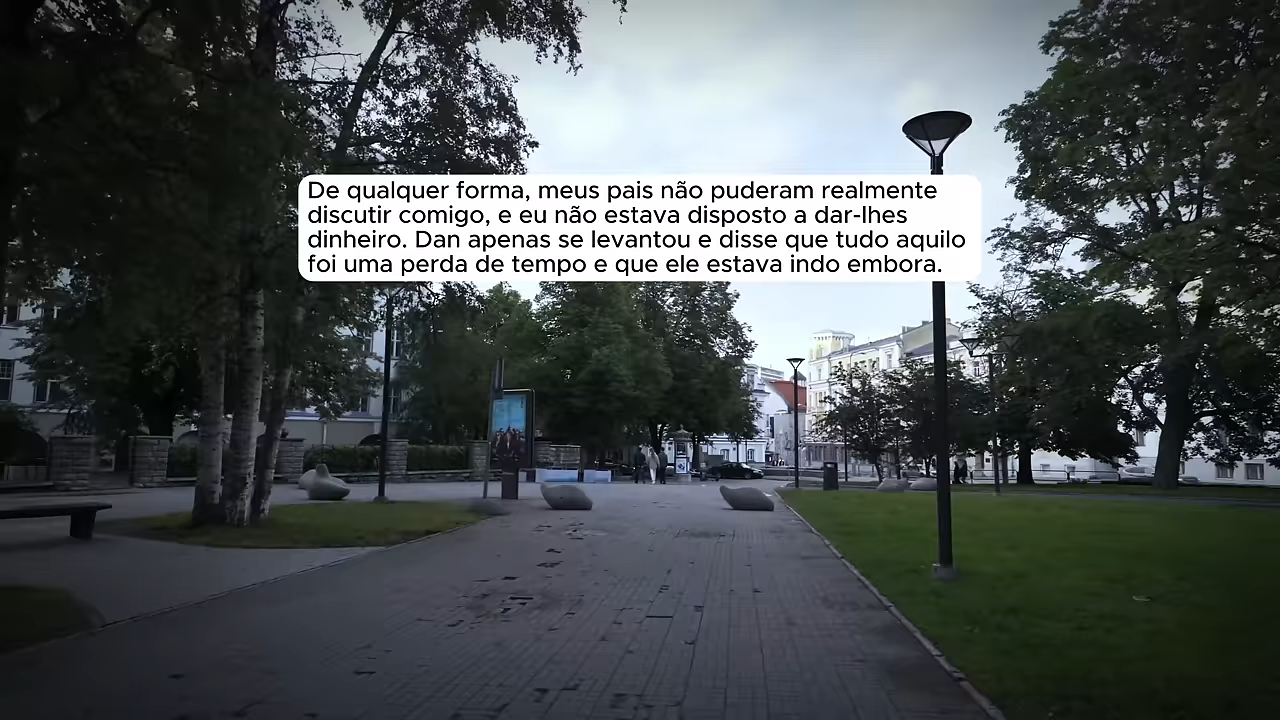 De qualquer forma, meus pais não puderam realmente
discutir comigo, e eu não estava disposto a dar-lhes
dinheiro. Dan apenas se levantou e disse que tudo aquilo
foi uma perda de tempo e que ele estava indo embora.